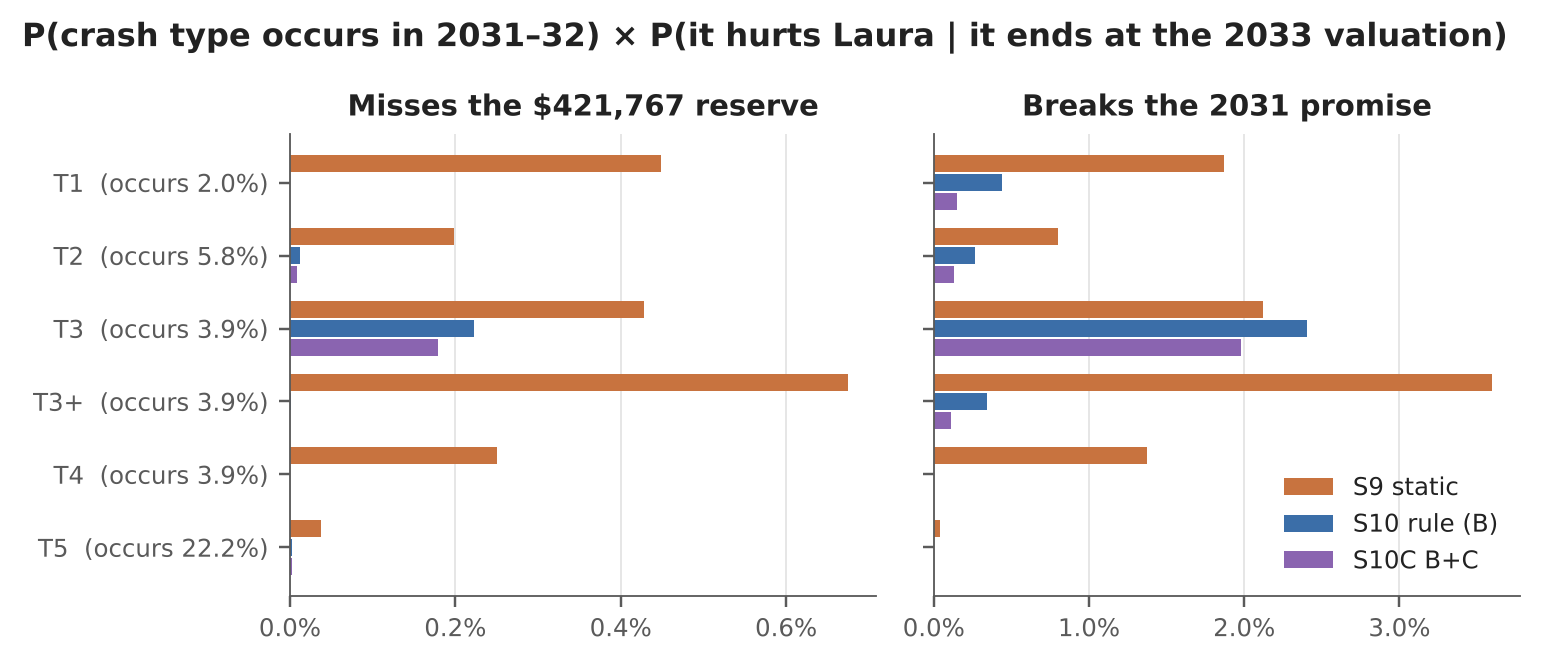 P(crash type occurs in 2031–32) × P(it hurts Laura | it ends at the 2033 valuation)
Misses the $421,767 reserve
Breaks the 2031 promise
T1 (occurs 2.0%)
T2 (occurs 5.8%)
T3 (occurs 3.9%)
T3+ (occurs 3.9%)
T4 (occurs 3.9%)
T5 (occurs 22.2%)
S9 static
S10 rule (B)
S10C B+C
0.0% 0.2% 0.4% 0.6%
0.0% 1.0% 2.0% 3.0%